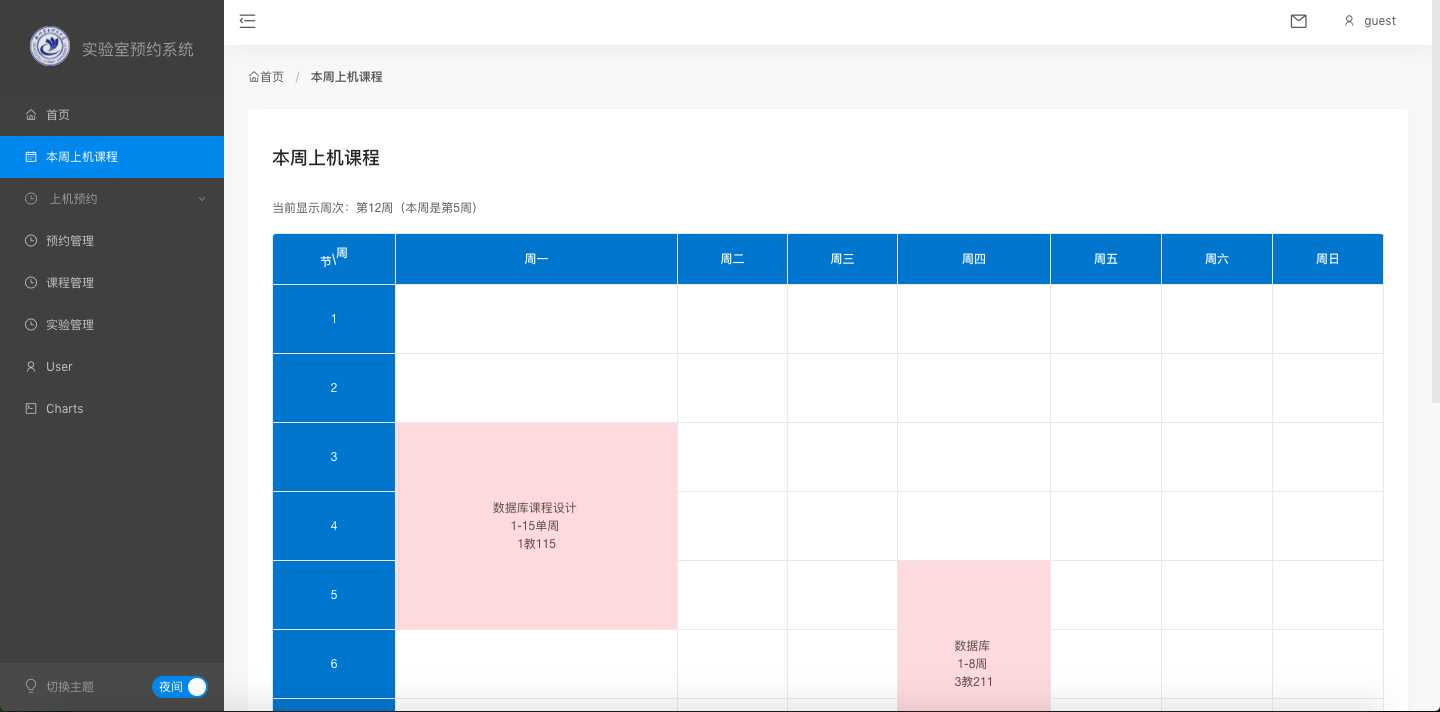 实验室预约系统
guest
首页 / 本周上机课程
首页
本周上机课程
上机预约
预约管理
课程管理
实验管理
User
Charts
切换主题
夜间
本周上机课程
当前显示周次：第12周（本周是第5周）
节\周 周一 周二 周三 周四 周五 周六 周日
1
2
3
4
5
6
数据库课程设计
1-15单周
1教115
数据库
1-8周
3教211